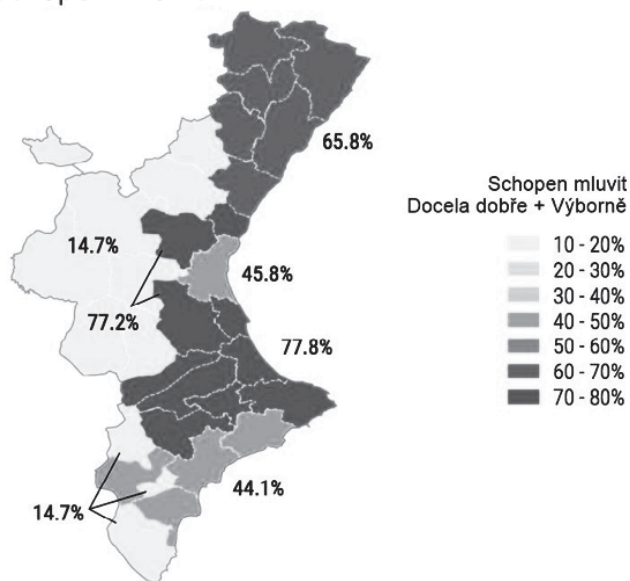 65.8%
14.7%
45.8%
77.2%
77.8%
14.7%
44.1%
Schopen mluvit
Docela dobře + Výborně
10 - 20%
20 - 30%
30 - 40%
40 - 50%
50 - 60%
60 - 70%
70 - 80%